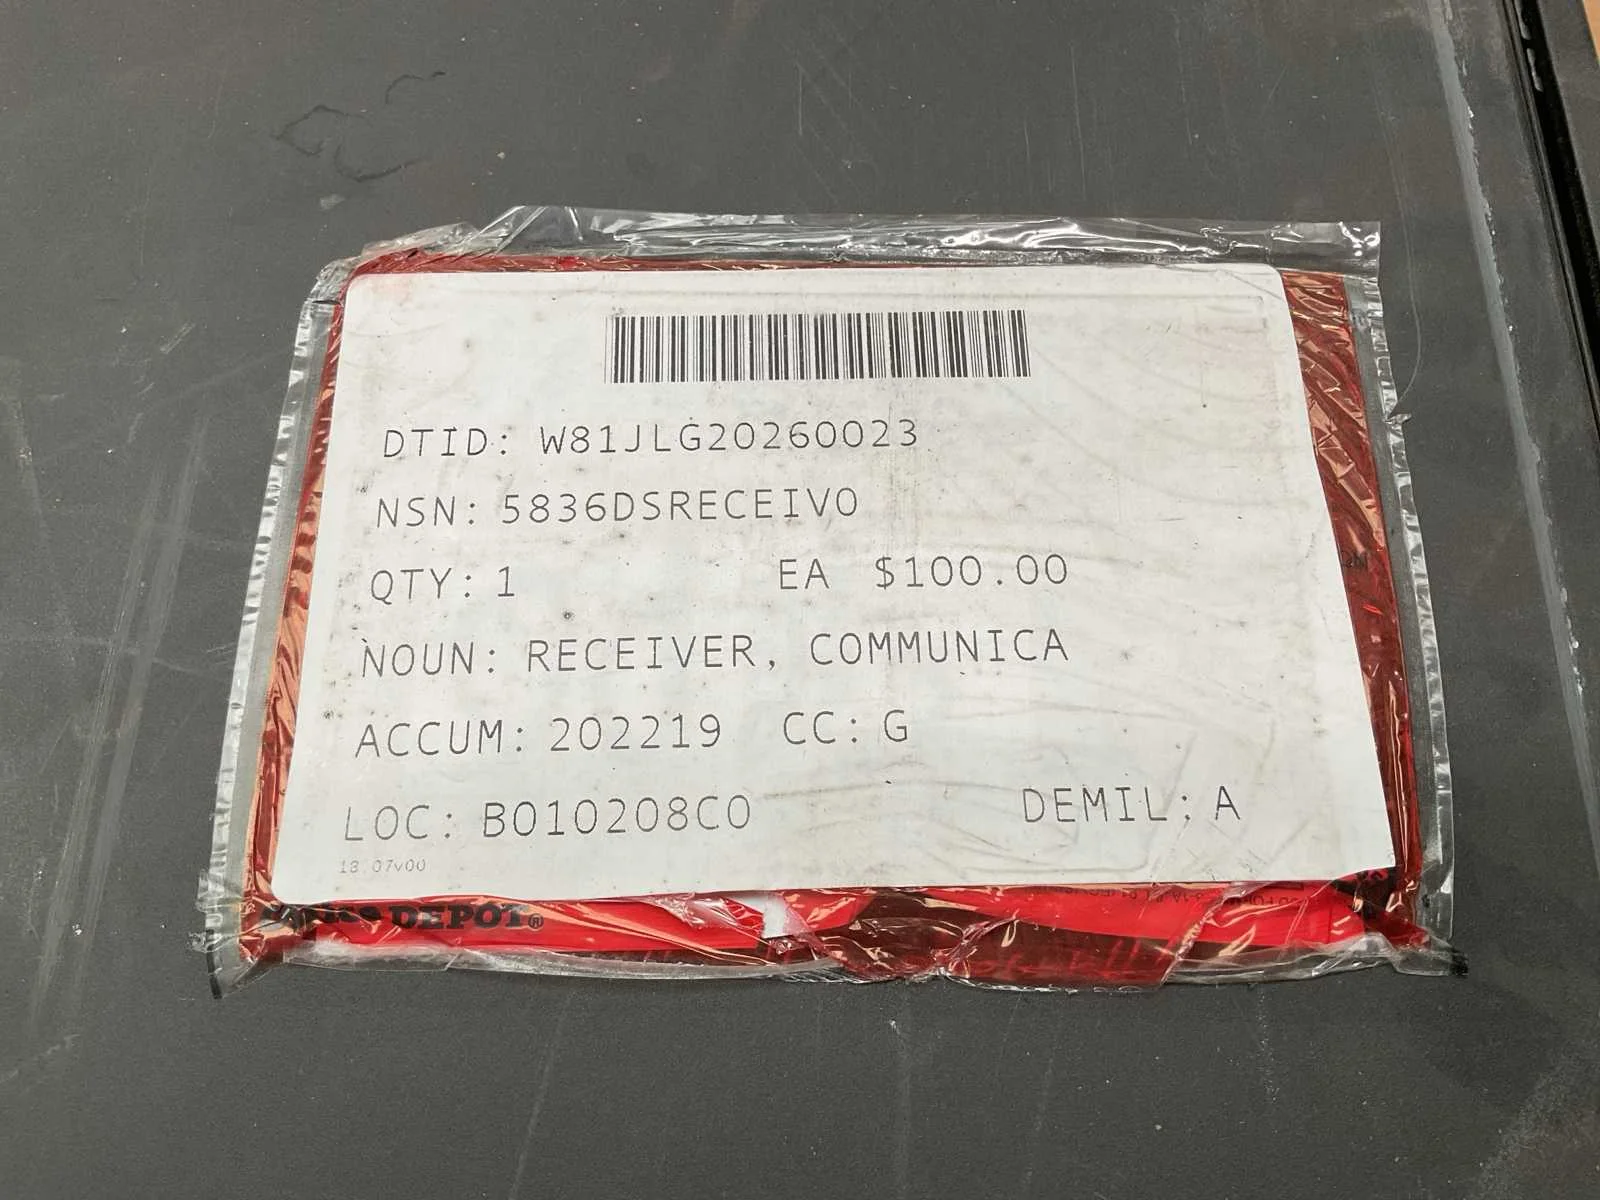 DTID: W81JLG20260023
NSN: 5836DSRECEIVO
QTY: 1 EA $100.00
NOUN: RECEIVER, COMMUNICA
ACCUM: 202219 CC: G
LOC: B010208C0 DEMIL: A
18.07v00
Office DEPOT®